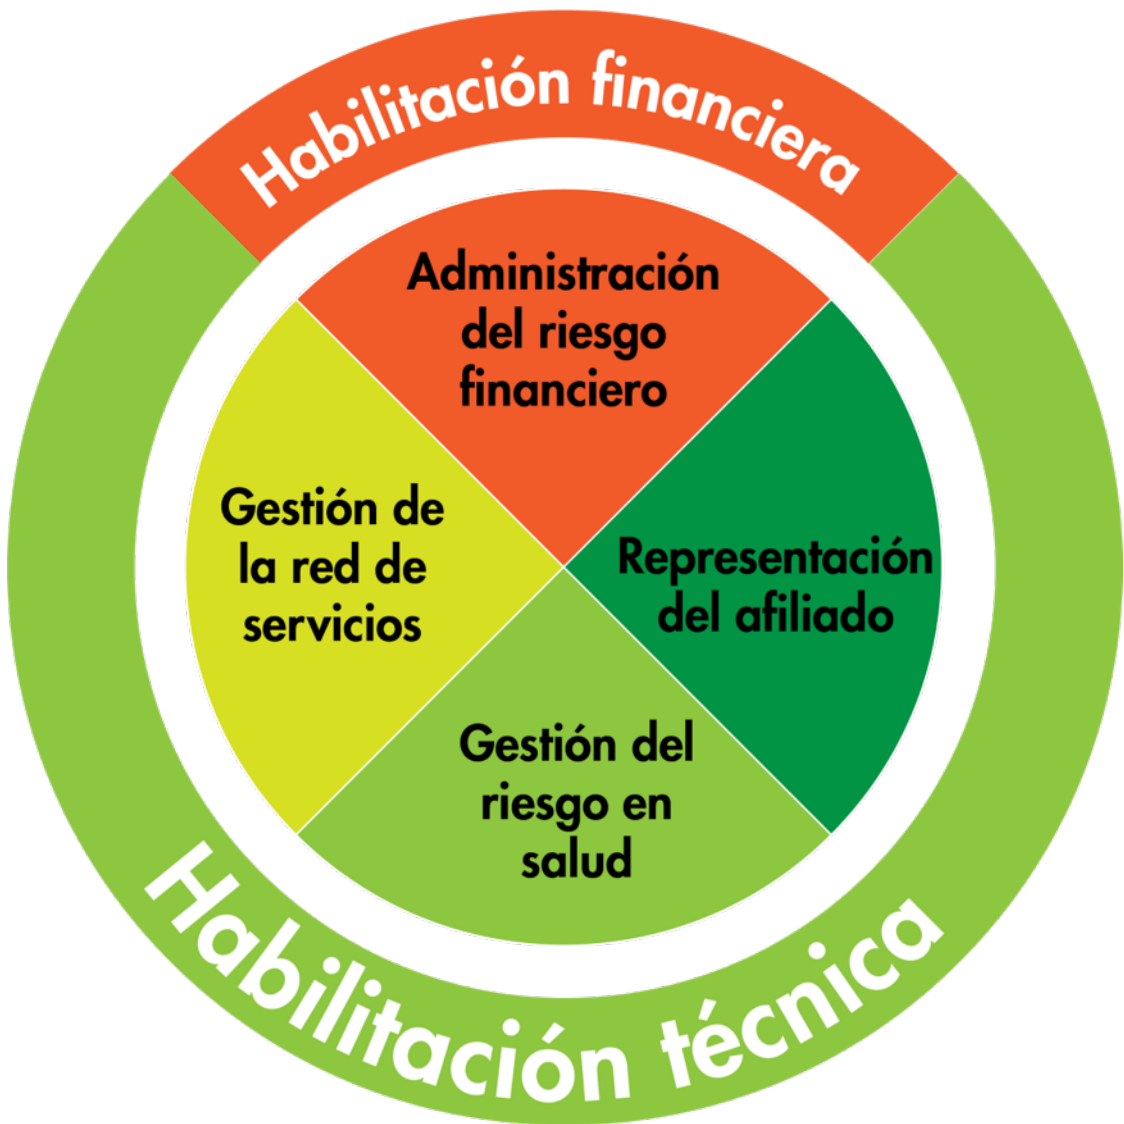 Habilitación financiera
Administración
del riesgo
financiero
Gestión de
la red de
servicios
Representación
del afiliado
Gestión del
riesgo en
salud
Habilitación técnica